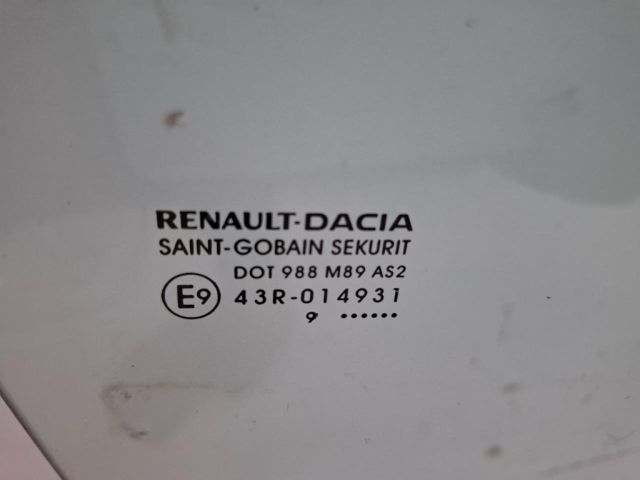 RENAULT-DACIA
SAINT-GOBAIN SEKURIT
DOT 988 M89 AS2
E9 43R-014931
9 ••••••